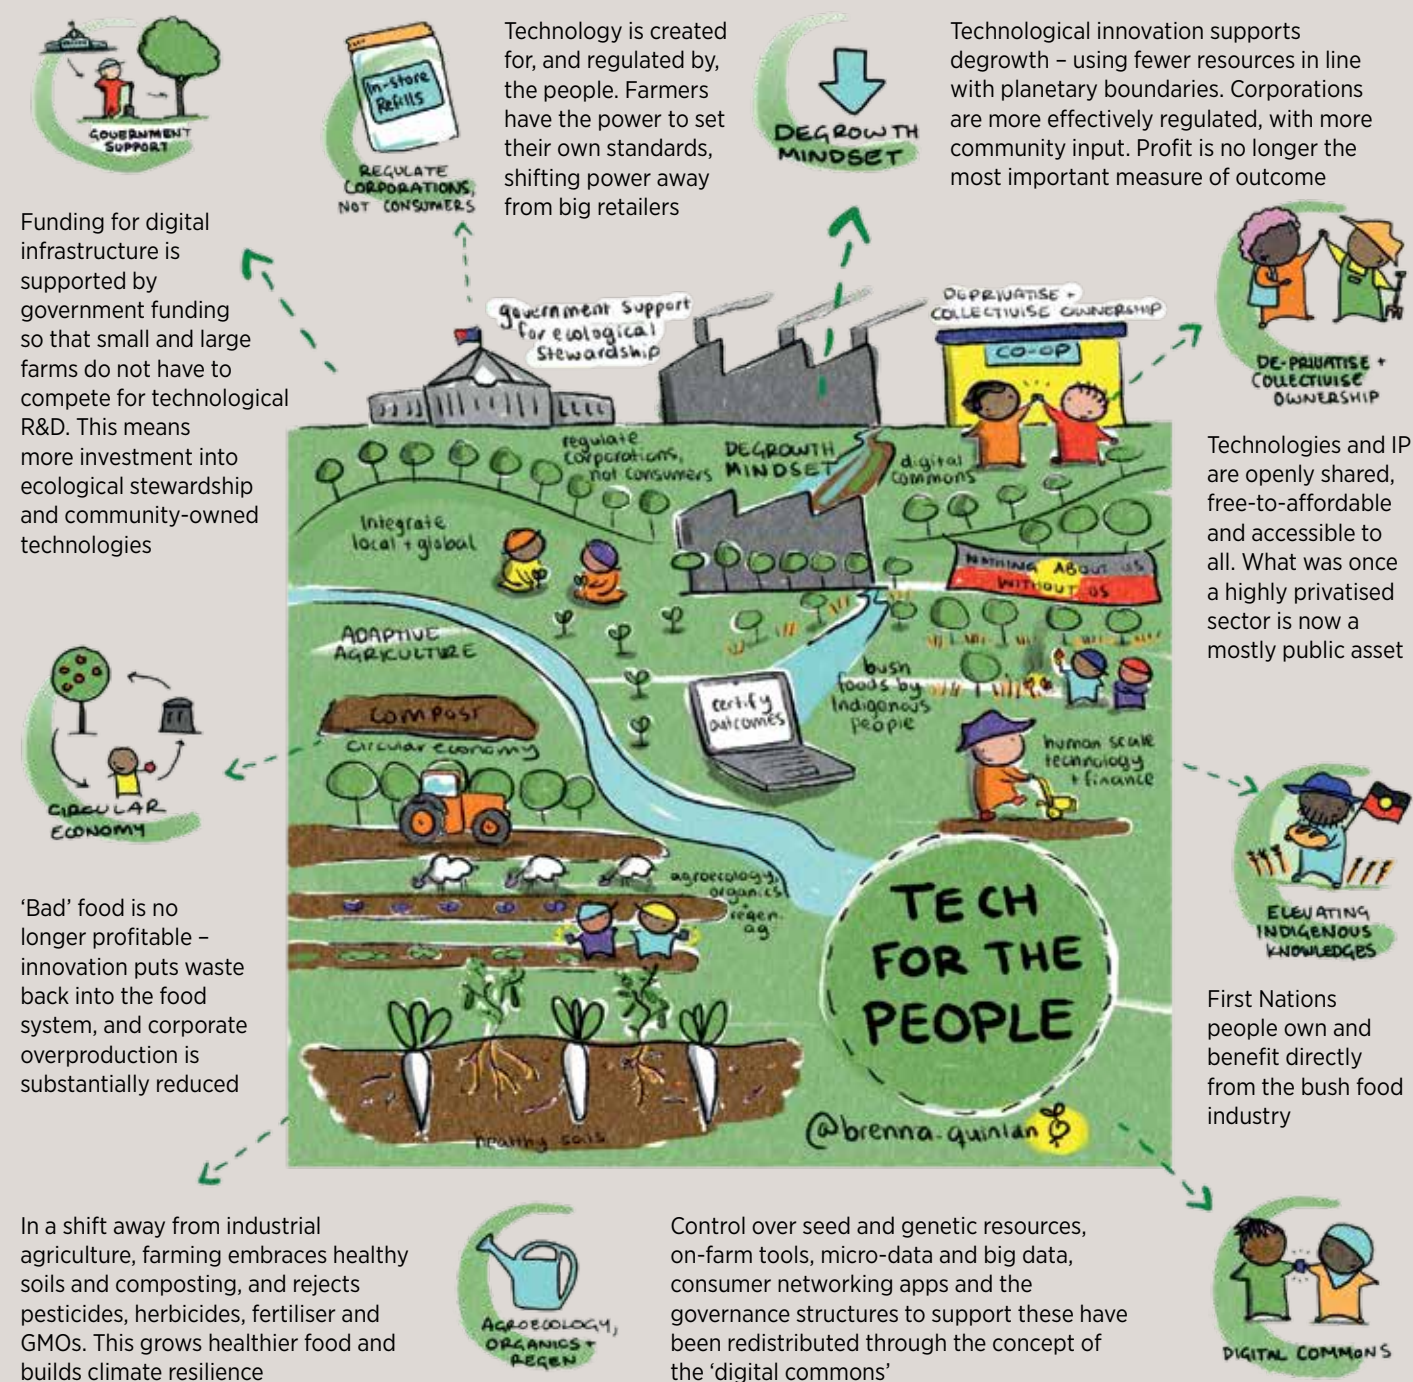 GOVERNMENT
SUPPORT
Funding for digital
infrastructure is
supported by
government funding
so that small and large
farms do not have to
compete for technological
R&D. This means
more investment into
ecological stewardship
and community-owned
technologies
In-store
Refills
REGULATE
CORPORATIONS,
NOT CONSUMERS
Technology is created
for, and regulated by,
the people. Farmers
have the power to set
their own standards,
shifting power away
from big retailers
DEGROWTH
MINDSET
Technological innovation supports
degrowth – using fewer resources in line
with planetary boundaries. Corporations
are more effectively regulated, with more
community input. Profit is no longer the
most important measure of outcome
DE-PRIVATISE +
COLLECTIVISE
OWNERSHIP
Technologies and IP
are openly shared,
free-to-affordable
and accessible to
all. What was once
a highly privatised
sector is now a
mostly public asset
government support
for ecological
stewardship
DEPRIVATISE +
COLLECTIVISE OWNERSHIP
CO-OP
regulate
corporations,
not consumers
DEGROWTH
MINDSET
digital
commons
Integrate
local + global
NOTHING ABOUT US
WITHOUT US
ADAPTIVE
AGRICULTURE
bush
foods by
Indigenous
people
certify
outcomes
COMPOST
circular economy
human scale
technology
+ finance
agroecology,
organics
+
regen.
ag
TECH
FOR THE
PEOPLE
healthy soils
@brenna.quinlan
CIRCULAR
ECONOMY
‘Bad’ food is no
longer profitable –
innovation puts waste
back into the food
system, and corporate
overproduction is
substantially reduced
ELEVATING
INDIGENOUS
KNOWLEDGES
First Nations
people own and
benefit directly
from the bush food
industry
In a shift away from industrial
agriculture, farming embraces healthy
soils and composting, and rejects
pesticides, herbicides, fertiliser and
GMOs. This grows healthier food and
builds climate resilience
AGROECOLOGY,
ORGANICS +
REGEN
Control over seed and genetic resources,
on-farm tools, micro-data and big data,
consumer networking apps and the
governance structures to support these have
been redistributed through the concept of
the ‘digital commons’
DIGITAL COMMONS